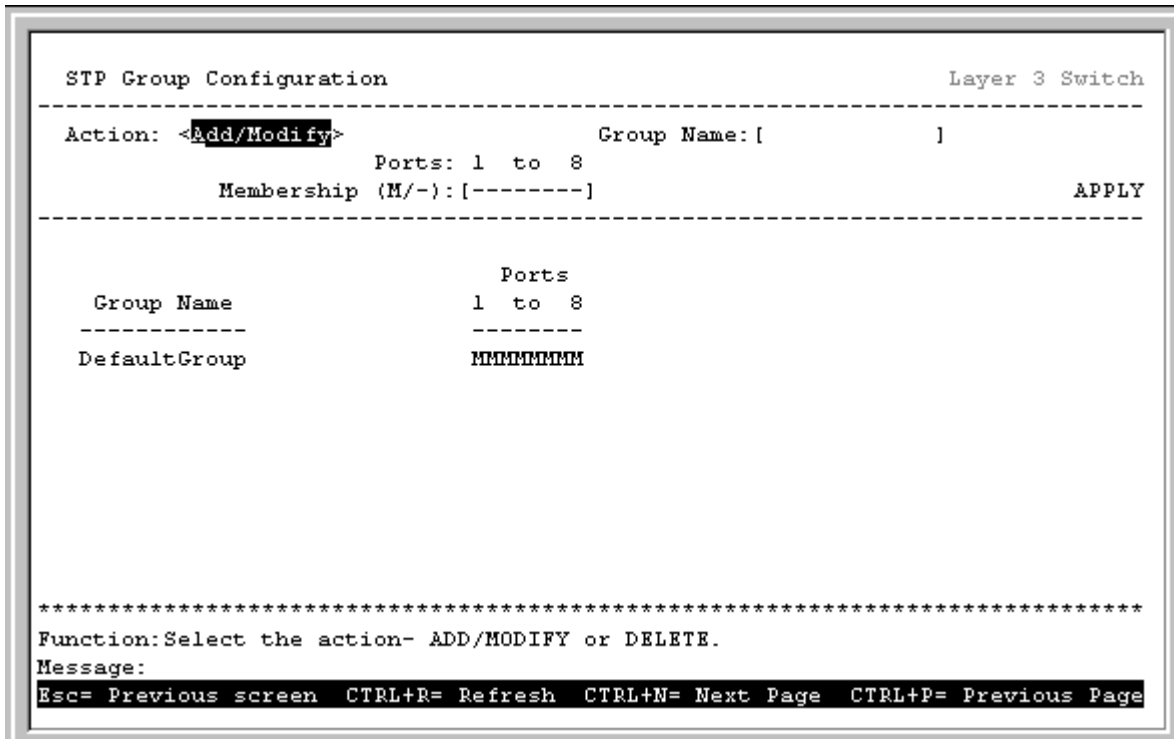 STP Group Configuration Layer 3 Switch
--------------------------------------------------------------------------------
Action: <Add/Modify> Group Name:[ ]
Ports: 1 to 8
Membership (M/-):[--------] APPLY
--------------------------------------------------------------------------------
Ports
Group Name 1 to 8
------------ --------
DefaultGroup MMMMMMMM
********************************************************************************
Function:Select the action- ADD/MODIFY or DELETE.
Message:
Esc= Previous screen CTRL+R= Refresh CTRL+N= Next Page CTRL+P= Previous Page